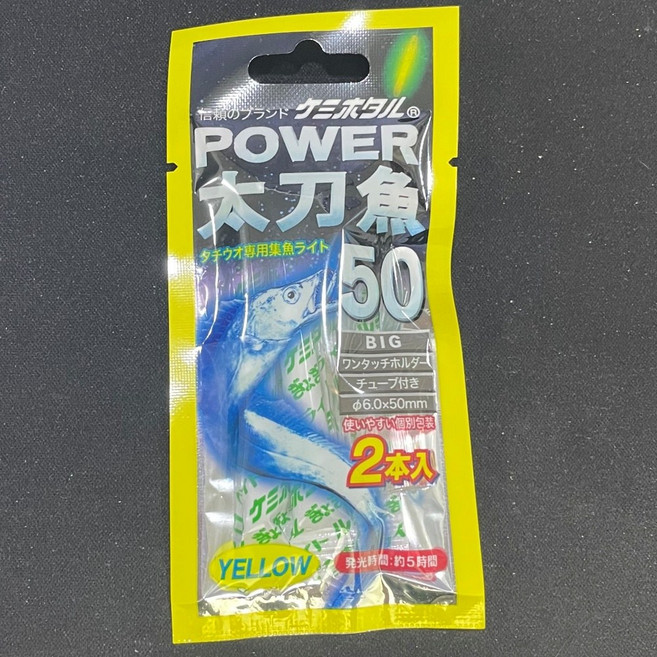 信頼のブランド ケミホタル®
POWER
太刀魚
タチウオ専用集魚ライト
50
BIG
ワンタッチホルダー
チューブ付き
φ6.0×50mm
使いやすい個別包装
2本入
YELLOW
発光時間:約5時間